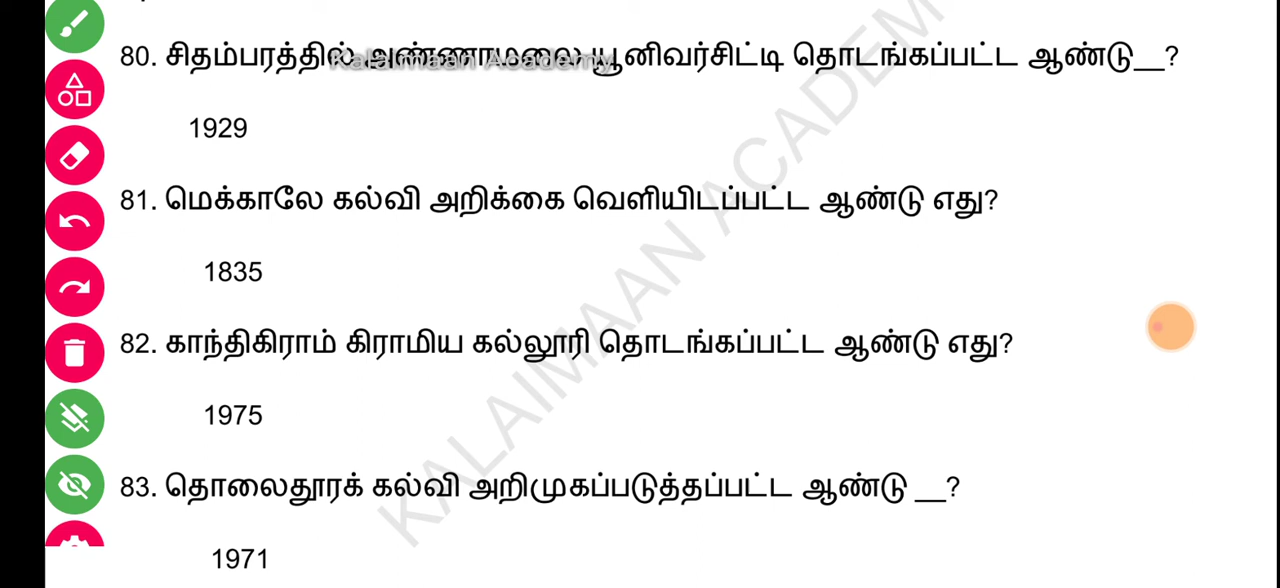 80. சிதம்பரத்தில் அண்ணாமலை யூனிவர்சிட்டி தொடங்கப்பட்ட ஆண்டு__?
Kalaimaan Academy
1929
81. மெக்காலே கல்வி அறிக்கை வெளியிடப்பட்ட ஆண்டு எது?
1835
82. காந்திகிராம் கிராமிய கல்லூரி தொடங்கப்பட்ட ஆண்டு எது?
1975
83. தொலைதூரக் கல்வி அறிமுகப்படுத்தப்பட்ட ஆண்டு __?
1971
KALAIMAAN ACADEM